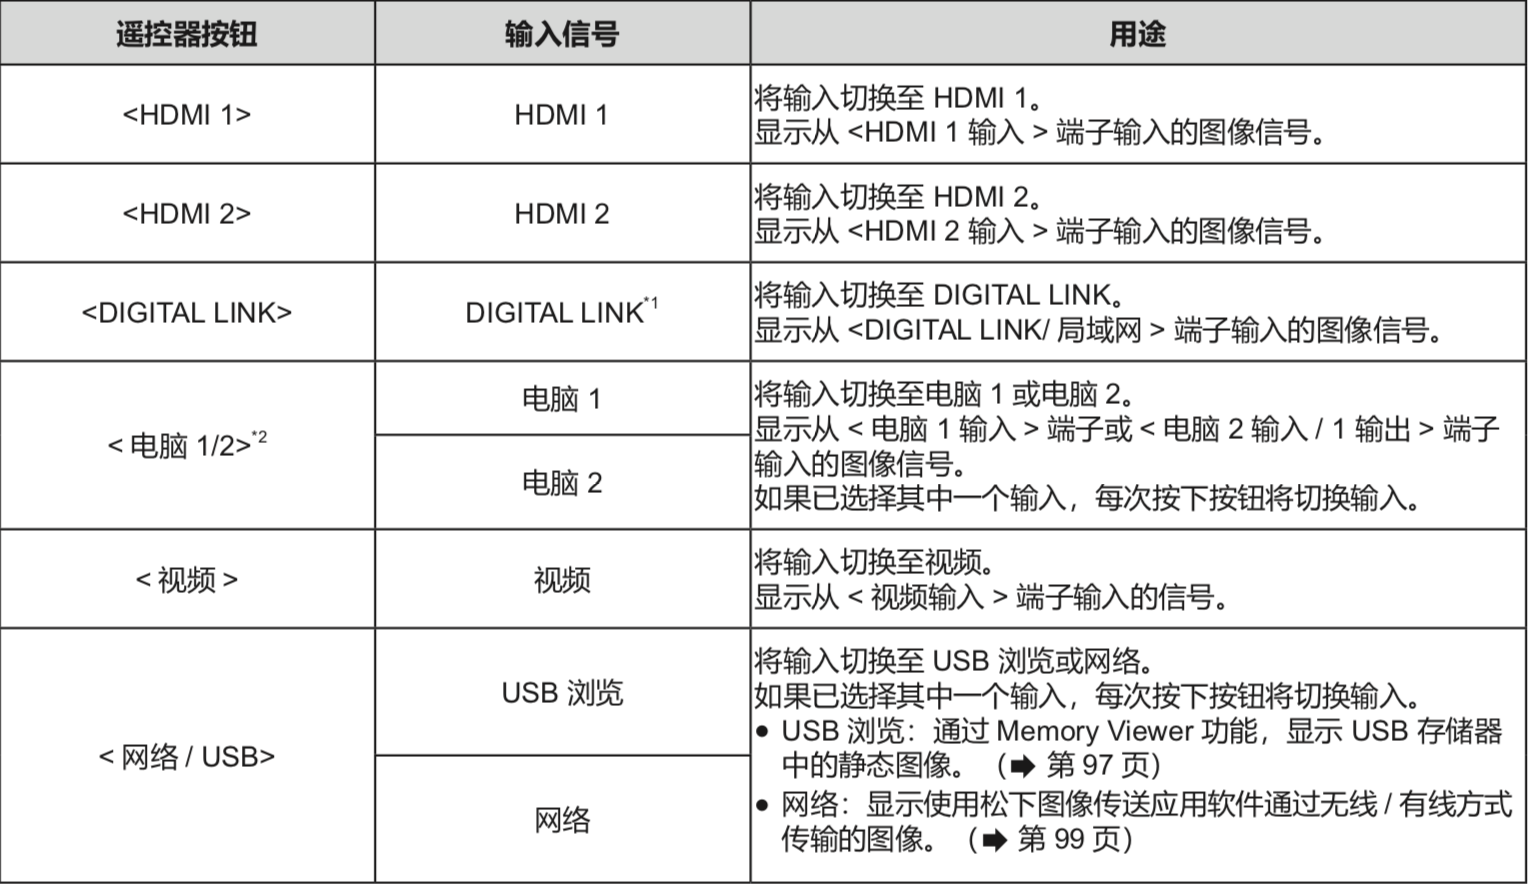 遥控器按钮 输入信号 用途
<HDMI 1> HDMI 1 将输入切换至 HDMI 1。
显示从 <HDMI 1 输入 > 端子输入的图像信号。
<HDMI 2> HDMI 2 将输入切换至 HDMI 2。
显示从 <HDMI 2 输入 > 端子输入的图像信号。
<DIGITAL LINK> DIGITAL LINK*1 将输入切换至 DIGITAL LINK。
显示从 <DIGITAL LINK/ 局域网 > 端子输入的图像信号。
< 电脑 1/2>*2
电脑 1
电脑 2
将输入切换至电脑 1 或电脑 2。
显示从 < 电脑 1 输入 > 端子或 < 电脑 2 输入 / 1 输出 > 端子
输入的图像信号。
如果已选择其中一个输入，每次按下按钮将切换输入。
< 视频 > 视频 将输入切换至视频。
显示从 < 视频输入 > 端子输入的信号。
< 网络 / USB>
USB 浏览
网络
将输入切换至 USB 浏览或网络。
如果已选择其中一个输入，每次按下按钮将切换输入。
● USB 浏览：通过 Memory Viewer 功能，显示 USB 存储器
中的静态图像。（➡ 第 97 页）
● 网络：显示使用松下图像传送应用软件通过无线 / 有线方式
传输的图像。（➡ 第 99 页）